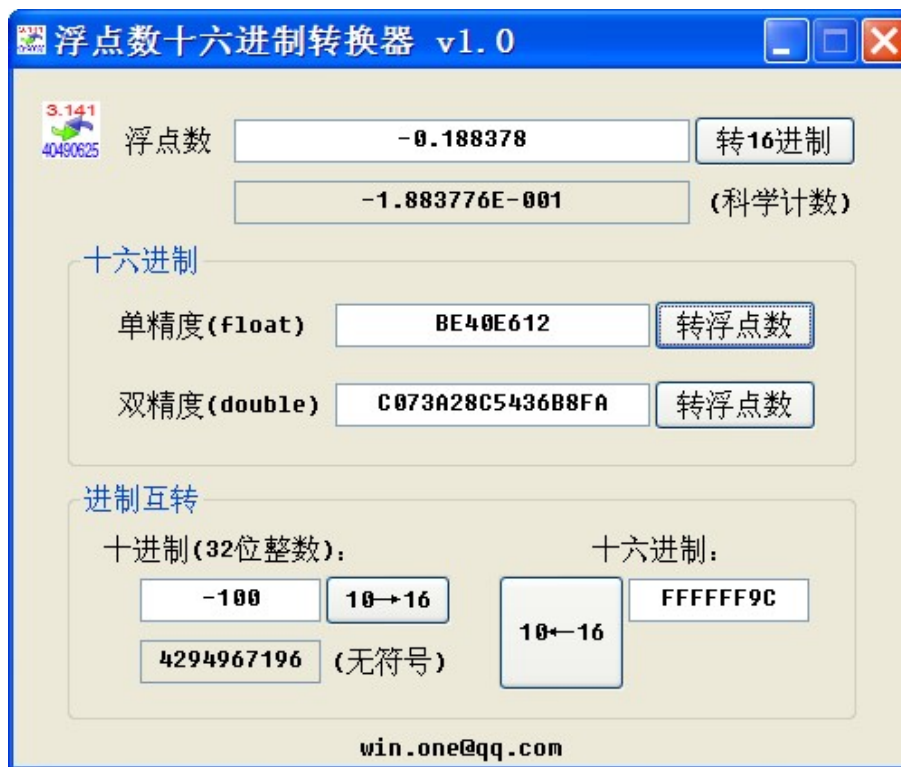 浮点数十六进制转换器 v1.0
3.141
40490625
浮点数 -0.188378 转16进制
-1.883776E-001 (科学计数)
十六进制
单精度(float) BE40E612 转浮点数
双精度(double) C073A28C5436B8FA 转浮点数
进制互转
十进制(32位整数): 十六进制:
-100 10→16 10←16 FFFFFF9C
4294967196 (无符号)
win.one@qq.com